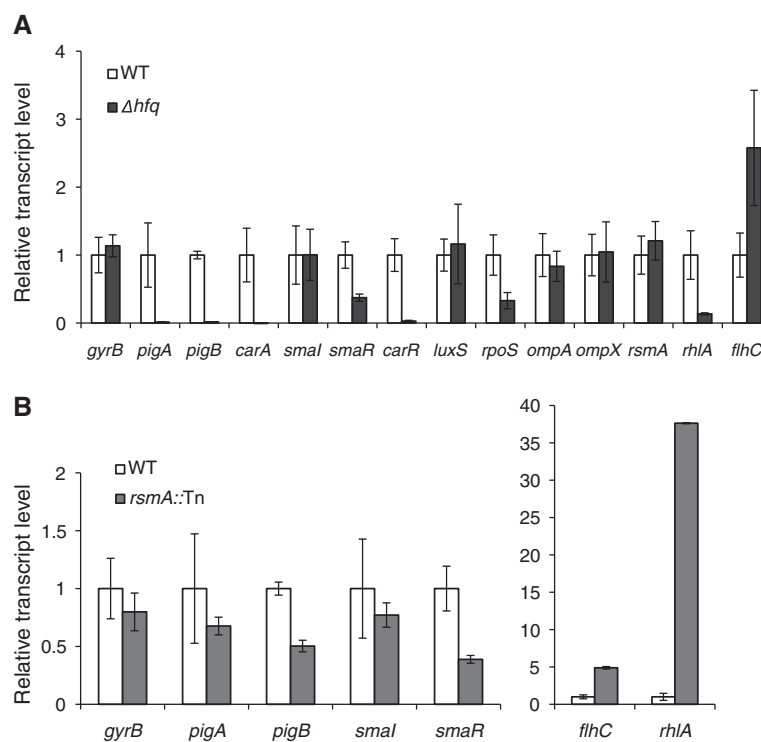 A
Relative transcript level
4
3
2
1
0
WT
Δhfq
gyrB pigA pigB carA smaI smaR carR luxS rpoS ompA ompX rsmA rhlA flhC
B
Relative transcript level
2
1.5
1
0.5
0
WT
rsmA::Tn
gyrB pigA pigB smaI smaR
40
35
30
25
20
15
10
5
0
flhC rhlA